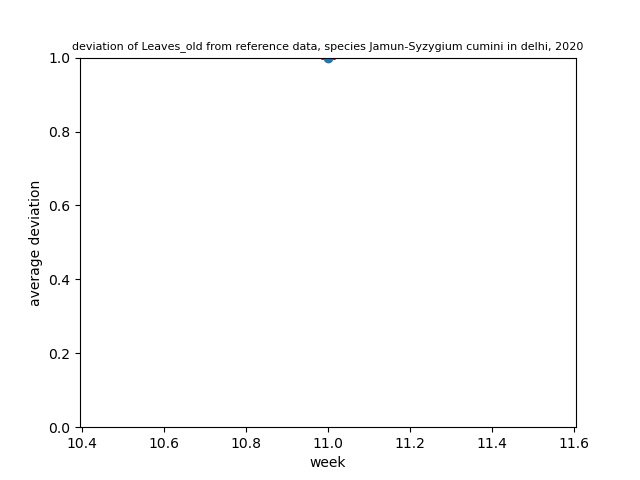 deviation of Leaves_old from reference data, species Jamun-Syzygium cumini in delhi, 2020
1.0
0.8
0.6
0.4
0.2
0.0
average deviation
10.4 10.6 10.8 11.0 11.2 11.4 11.6
week